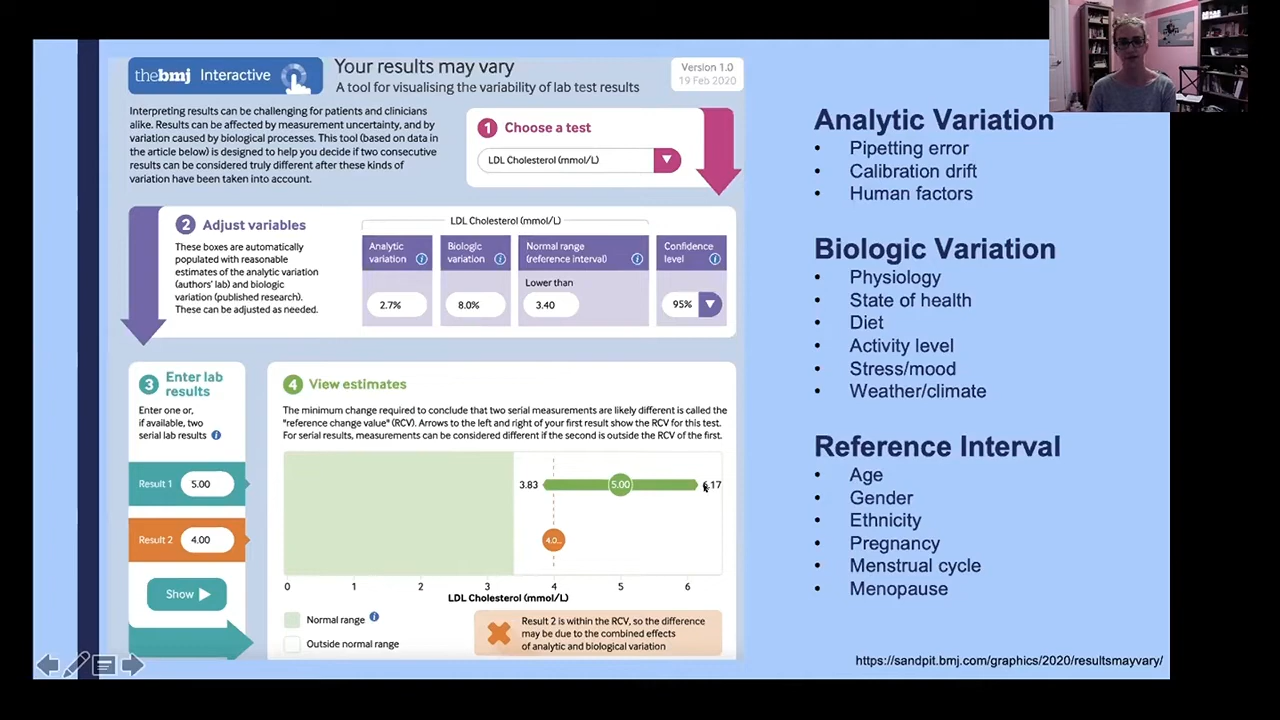 thebmj Interactive
Your results may vary
A tool for visualising the variability of lab test results
Version 1.0
19 Feb 2020
Interpreting results can be challenging for patients and clinicians
alike. Results can be affected by measurement uncertainty, and by
variation caused by biological processes. This tool (based on data in
the article below) is designed to help you decide if two consecutive
results can be considered truly different after these kinds of
variation have been taken into account.
1 Choose a test
LDL Cholesterol (mmol/L)
2 Adjust variables
These boxes are automatically
populated with reasonable
estimates of the analytic variation
(authors' lab) and biologic
variation (published research).
These can be adjusted as needed.
LDL Cholesterol (mmol/L)
Analytic
variation i
2.7%
Biologic
variation i
8.0%
Normal range
(reference interval) i
Lower than
3.40
Confidence
level i
95%
3 Enter lab
results
Enter one or,
if available, two
serial lab results i
Result 1 5.00
Result 2 4.00
Show
4 View estimates
The minimum change required to conclude that two serial measurements are likely different is called the
"reference change value" (RCV). Arrows to the left and right of your first result show the RCV for this test.
For serial results, measurements can be considered different if the second is outside the RCV of the first.
3.83 5.00 6.17
4.0...
0 1 2 3 4 5 6
LDL Cholesterol (mmol/L)
Normal range i
Outside normal range
Result 2 is within the RCV, so the difference
may be due to the combined effects
of analytic and biological variation
Analytic Variation
• Pipetting error
• Calibration drift
• Human factors
Biologic Variation
• Physiology
• State of health
• Diet
• Activity level
• Stress/mood
• Weather/climate
Reference Interval
• Age
• Gender
• Ethnicity
• Pregnancy
• Menstrual cycle
• Menopause
https://sandpit.bmj.com/graphics/2020/resultsmayvary/